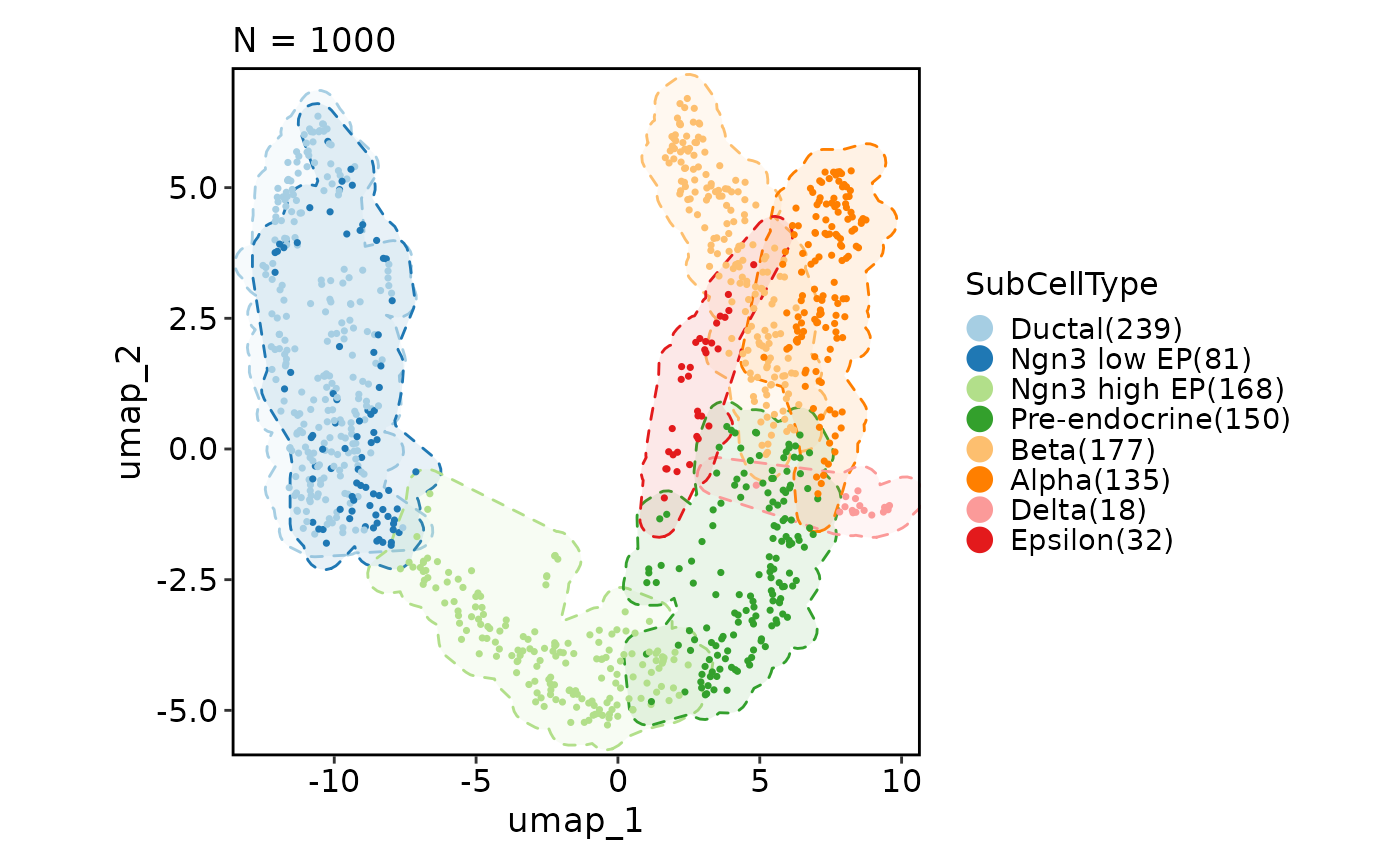 N = 1000
umap_2
5.0
2.5
0.0
-2.5
-5.0
-10
-5
0
5
10
umap_1
SubCellType
Ductal(239)
Ngn3 low EP(81)
Ngn3 high EP(168)
Pre-endocrine(150)
Beta(177)
Alpha(135)
Delta(18)
Epsilon(32)